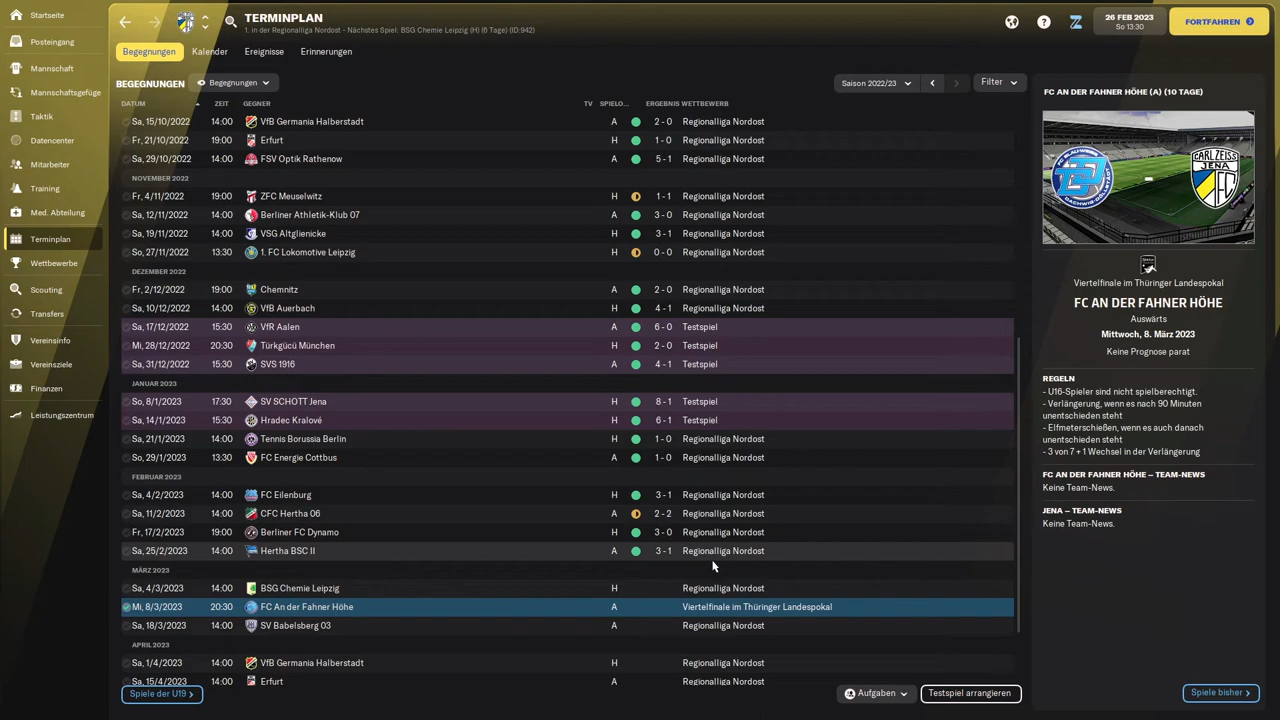 Startseite
Posteingang
Mannschaft
Mannschaftsgefüge
Taktik
Datencenter
Mitarbeiter
Training
Med. Abteilung
Terminplan
Wettbewerbe
Scouting
Transfers
Vereinsinfo
Vereinsziele
Finanzen
Leistungszentrum
TERMINPLAN
1. in der Regionalliga Nordost - Nächstes Spiel: BSG Chemie Leipzig (H) (6 Tage) (ID:942)
26 FEB 2023
So 13:30
FORTFAHREN
Begegnungen Kalender Ereignisse Erinnerungen
BEGEGNUNGEN Begegnungen Saison 2022/23 Filter
DATUM ZEIT GEGNER TV SPIELO... ERGEBNIS WETTBEWERB
Sa, 15/10/2022 14:00 VfB Germania Halberstadt A 2 - 0 Regionalliga Nordost
Fr, 21/10/2022 19:00 Erfurt H 1 - 0 Regionalliga Nordost
Sa, 29/10/2022 14:00 FSV Optik Rathenow A 5 - 1 Regionalliga Nordost
NOVEMBER 2022
Fr, 4/11/2022 19:00 ZFC Meuselwitz H 1 - 1 Regionalliga Nordost
Sa, 12/11/2022 14:00 Berliner Athletik-Klub 07 A 3 - 0 Regionalliga Nordost
Sa, 19/11/2022 14:00 VSG Altglienicke H 3 - 1 Regionalliga Nordost
So, 27/11/2022 13:30 1. FC Lokomotive Leipzig H 0 - 0 Regionalliga Nordost
DEZEMBER 2022
Fr, 2/12/2022 19:00 Chemnitz A 2 - 0 Regionalliga Nordost
Sa, 10/12/2022 14:00 VfB Auerbach H 4 - 1 Regionalliga Nordost
Sa, 17/12/2022 15:30 VfR Aalen A 6 - 0 Testspiel
Mi, 28/12/2022 20:30 Türkgücü München H 2 - 0 Testspiel
Sa, 31/12/2022 15:30 SVS 1916 A 4 - 1 Testspiel
JANUAR 2023
So, 8/1/2023 17:30 SV SCHOTT Jena H 8 - 1 Testspiel
Sa, 14/1/2023 15:30 Hradec Kralové H 6 - 1 Testspiel
Sa, 21/1/2023 14:00 Tennis Borussia Berlin H 1 - 0 Regionalliga Nordost
So, 29/1/2023 13:30 FC Energie Cottbus A 1 - 0 Regionalliga Nordost
FEBRUAR 2023
Sa, 4/2/2023 14:00 FC Eilenburg H 3 - 1 Regionalliga Nordost
Sa, 11/2/2023 14:00 CFC Hertha 06 A 2 - 2 Regionalliga Nordost
Fr, 17/2/2023 19:00 Berliner FC Dynamo H 3 - 0 Regionalliga Nordost
Sa, 25/2/2023 14:00 Hertha BSC II A 3 - 1 Regionalliga Nordost
MÄRZ 2023
Sa, 4/3/2023 14:00 BSG Chemie Leipzig H Regionalliga Nordost
Mi, 8/3/2023 20:30 FC An der Fahner Höhe A Viertelfinale im Thüringer Landespokal
Sa, 18/3/2023 14:00 SV Babelsberg 03 A Regionalliga Nordost
APRIL 2023
Sa, 1/4/2023 14:00 VfB Germania Halberstadt H Regionalliga Nordost
Sa, 15/4/2023 14:00 Erfurt A Regionalliga Nordost
Spiele der U19 Aufgaben Testspiel arrangieren
FC AN DER FAHNER HÖHE (A) (10 TAGE)
CARL ZEISS
JENA
Viertelfinale im Thüringer Landespokal
FC AN DER FAHNER HÖHE
Auswärts
Mittwoch, 8. März 2023
Keine Prognose parat
REGELN
- U16-Spieler sind nicht spielberechtigt.
- Verlängerung, wenn es nach 90 Minuten
unentschieden steht
- Elfmeterschießen, wenn es auch danach
unentschieden steht
- 3 von 7 + 1 Wechsel in der Verlängerung
FC AN DER FAHNER HÖHE – TEAM-NEWS
Keine Team-News.
JENA – TEAM-NEWS
Keine Team-News.
Spiele bisher